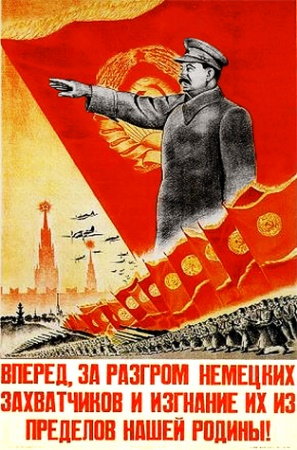 ВПЕРЕД, ЗА РАЗГРОМ НЕМЕЦКИХ
ЗАХВАТЧИКОВ И ИЗГНАНИЕ ИХ ИЗ
ПРЕДЕЛОВ НАШЕЙ РОДИНЫ!